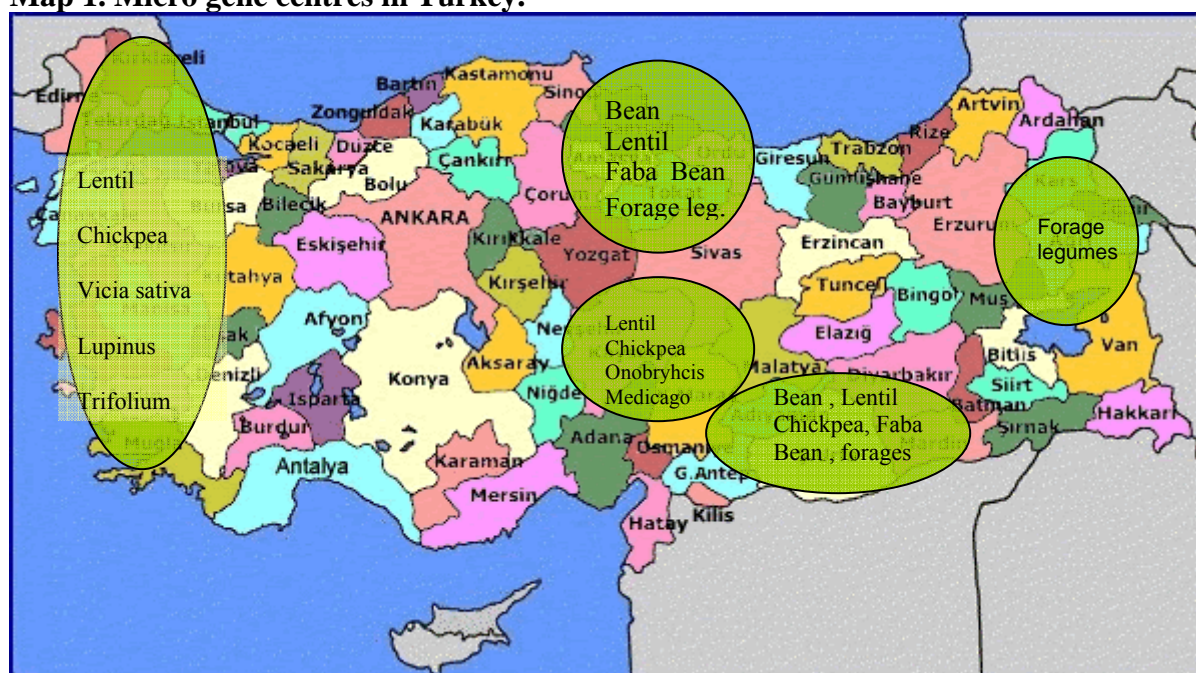 Map 1. Micro gene centres in Turkey.
Kırklareli
Edirne
Tekirdağ
İstanbul
Kocaeli
Sakarya
Düzce
Zonguldak
Bartın
Kastamonu
Karabük
Sinop
Çankırı
Bolu
Bilecik
Eskişehir
ANKARA
Çorum
Kırıkkale
Yozgat
Kırşehir
Sivas
Tokat
Ordu
Giresun
Trabzon
Rize
Artvin
Ardahan
Kars
Gümüşhane
Bayburt
Erzurum
Erzincan
Tunceli
Bingöl
Muş
Elazığ
Bitlis
Van
Malatya
Diyarbakır
Batman
Siirt
Şırnak
Hakkari
Mardin
Afyon
Denizli
Isparta
Burdur
Muğla
Antalya
Konya
Aksaray
Niğde
Karaman
Mersin
Adana
Osmaniye
G.Antep
Kilis
Hatay
Lentil
Chickpea
Vicia sativa
Lupinus
Trifolium
Bean
Lentil
Faba Bean
Forage leg.
Forage
legumes
Lentil
Chickpea
Onobryhcis
Medicago
Bean , Lentil
Chickpea, Faba
Bean , forages